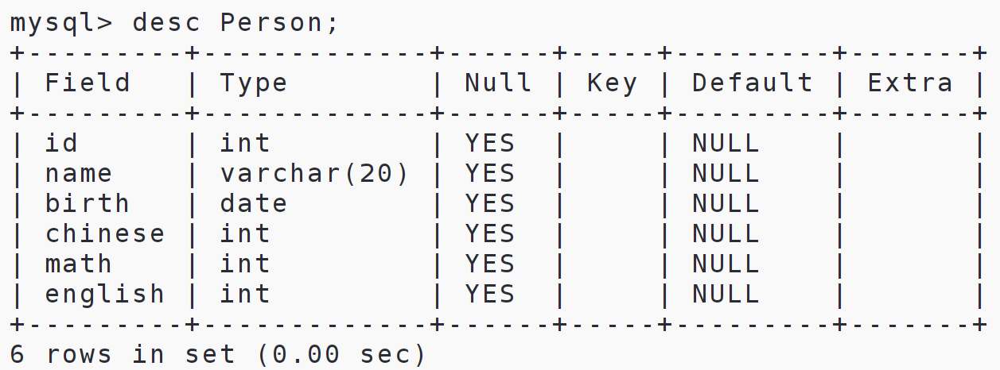 mysql> desc Person;
+---------+-------------+------+-----+---------+-------+
| Field   | Type        | Null | Key | Default | Extra |
+---------+-------------+------+-----+---------+-------+
| id      | int         | YES  |     | NULL    |       |
| name    | varchar(20) | YES  |     | NULL    |       |
| birth   | date        | YES  |     | NULL    |       |
| chinese | int         | YES  |     | NULL    |       |
| math    | int         | YES  |     | NULL    |       |
| english | int         | YES  |     | NULL    |       |
+---------+-------------+------+-----+---------+-------+
6 rows in set (0.00 sec)